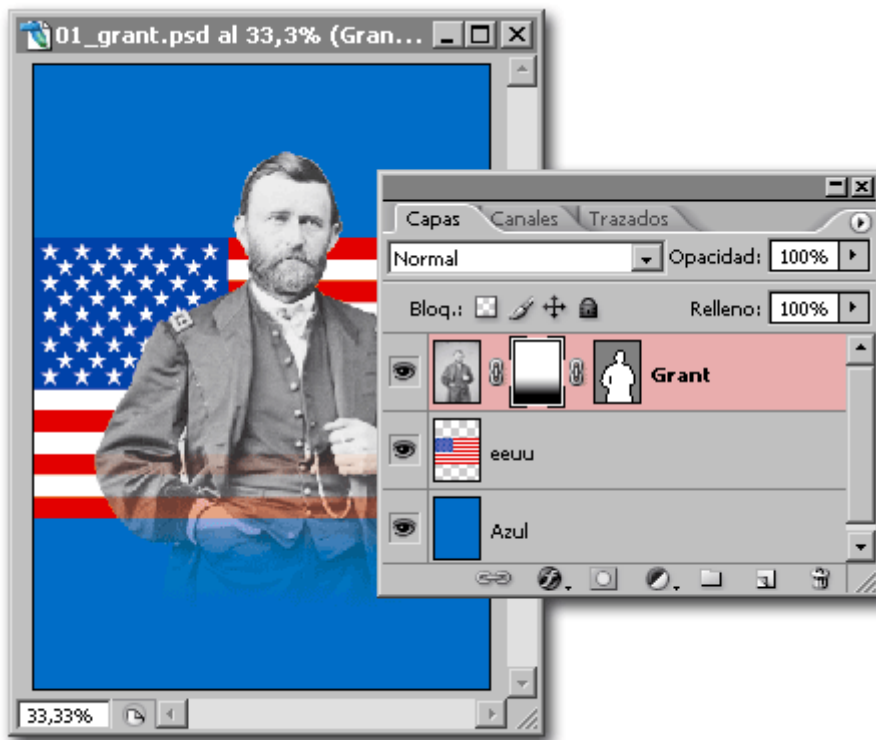 01_grant.psd al 33,3% (Gran...
Capas Canales Trazados
Normal Opacidad: 100%
Bloq.: Relleno: 100%
Grant
eeuu
Azul
33,33%